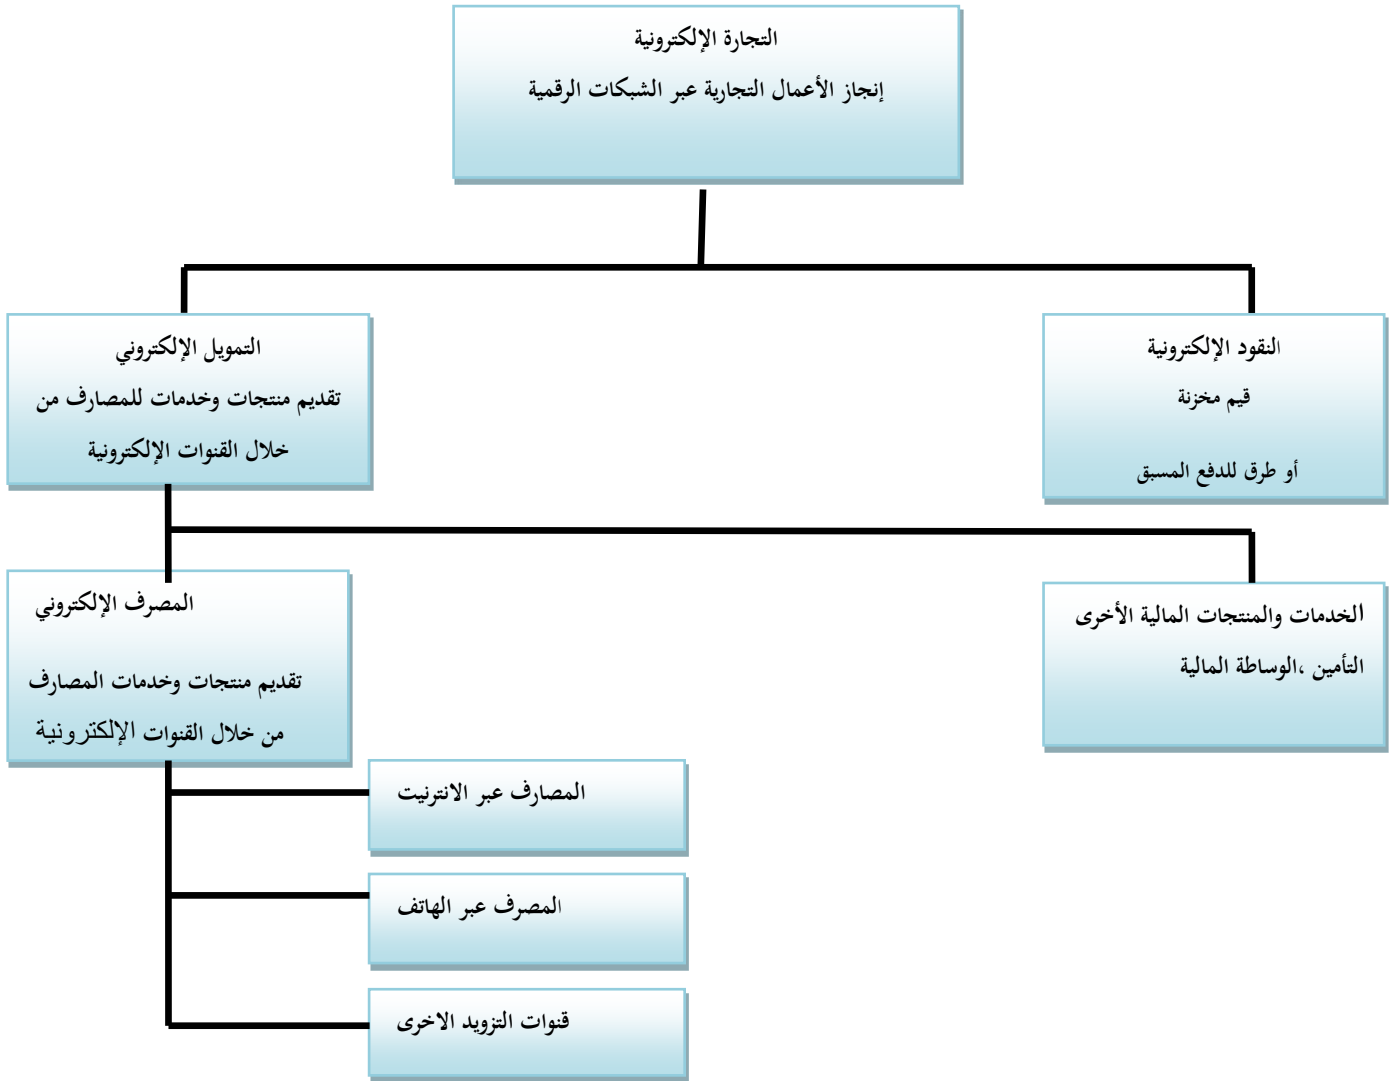 التجارة الإلكترونية
إنجاز الأعمال التجارية عبر الشبكات الرقمية
النقود الإلكترونية
قيم مخزنة
أو طرق للدفع المسبق
التمويل الإلكتروني
تقديم منتجات وخدمات للمصارف من
خلال القنوات الإلكترونية
الخدمات والمنتجات المالية الأخرى
التأمين ،الوساطة المالية
المصرف الإلكتروني
تقديم منتجات وخدمات المصارف
من خلال القنوات الإلكترونية
المصارف عبر الانترنيت
المصرف عبر الهاتف
قنوات التزويد الاخرى